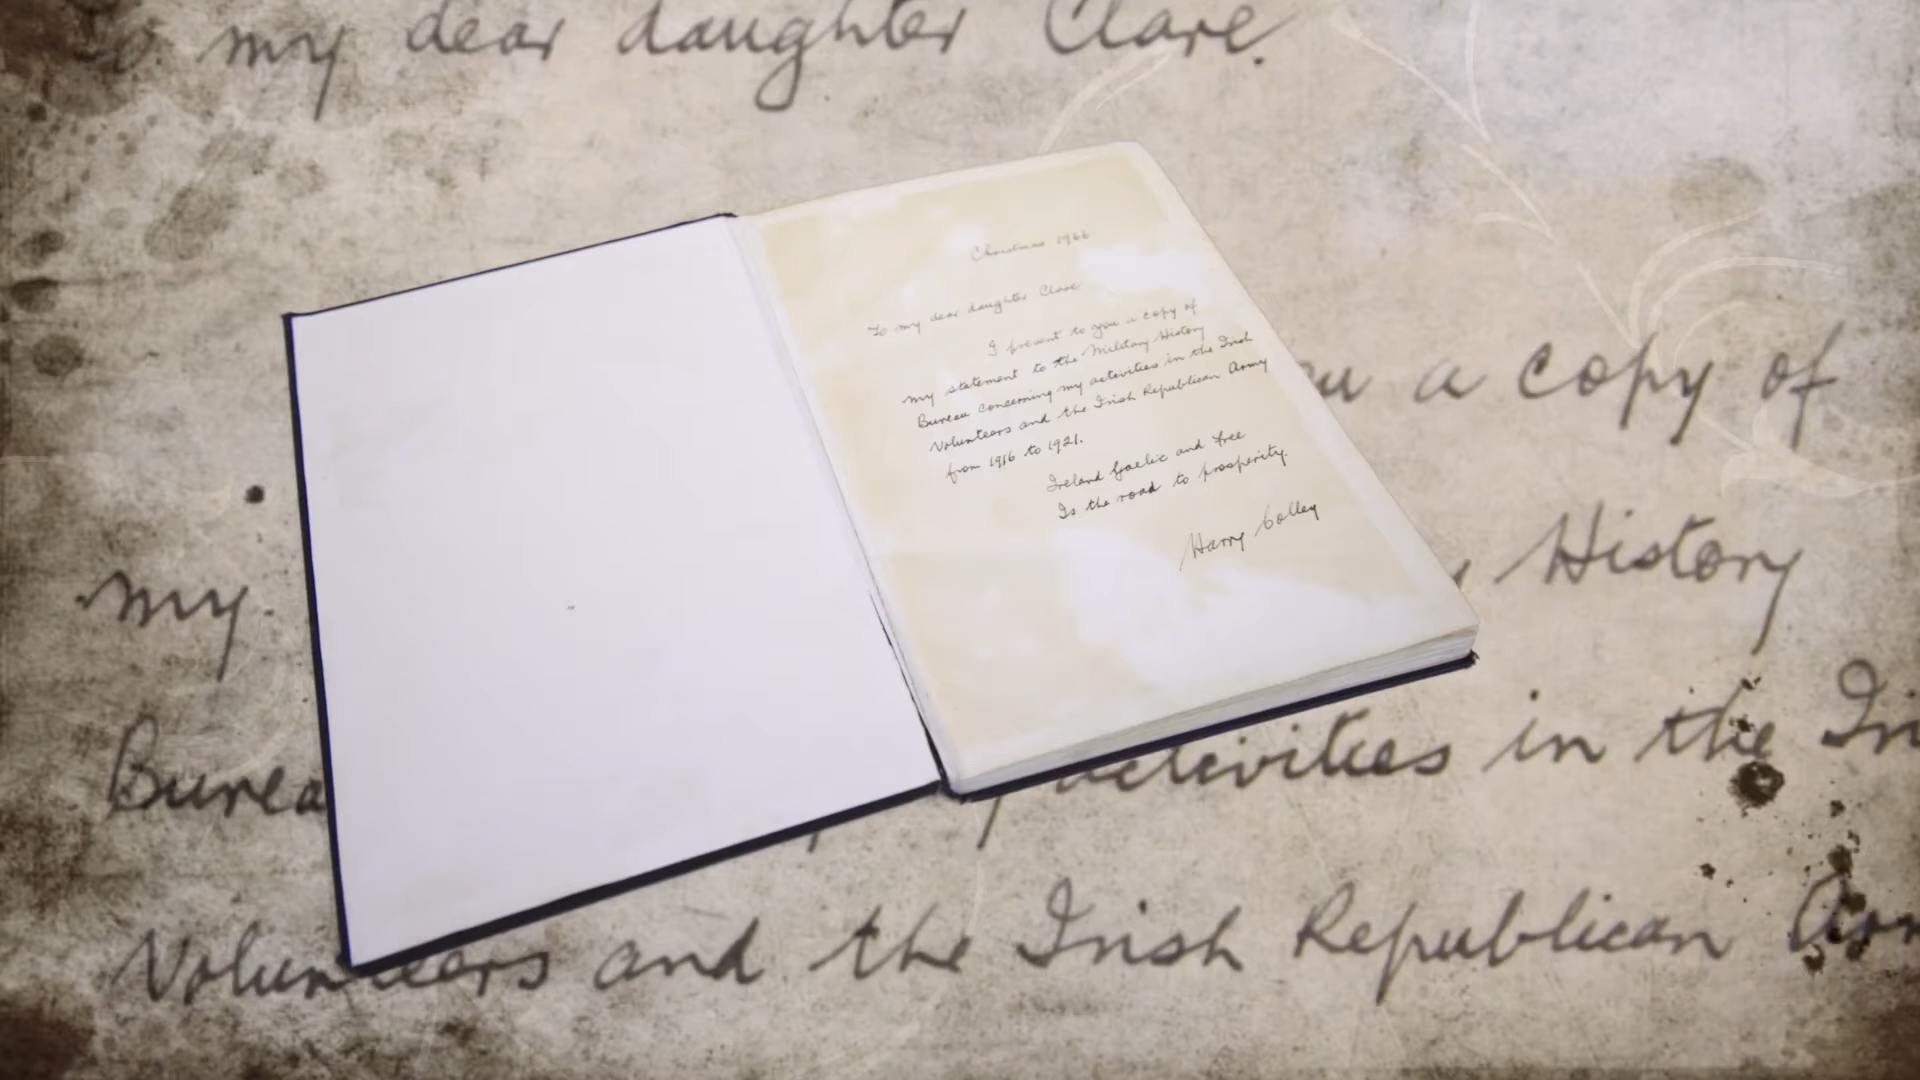 To my dear daughter Clare.
Christmas 1966
To my dear daughter Clare
I present to you a copy of
my statement to the Military History
Bureau concerning my activities in the Irish
Volunteers and the Irish Republican Army
from 1916 to 1921.
Ireland Gaelic and free
Is the road to prosperity.
Harry Colley
a copy of
my
History
activities in the
Volunteers and the Irish Republican